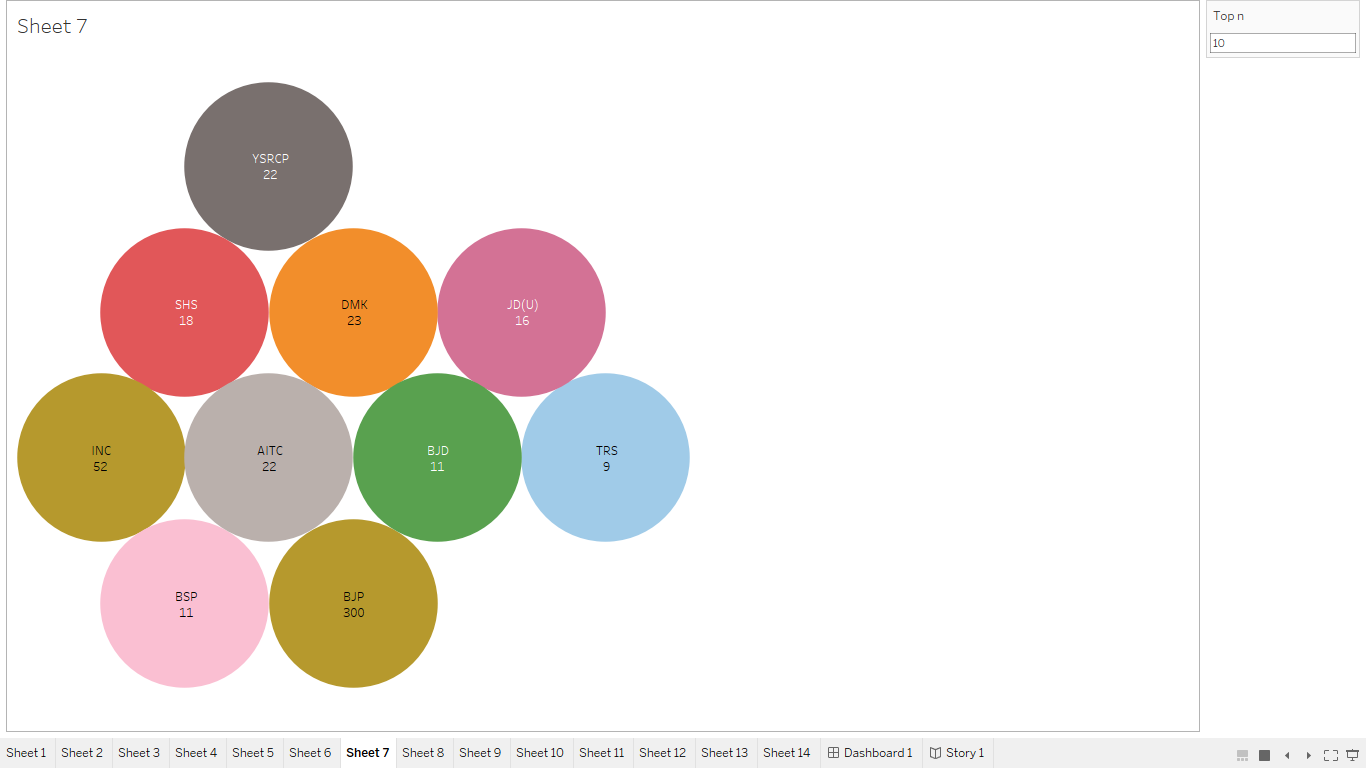 Sheet 7
Top n
10
YSRCP
22
SHS
18
DMK
23
JD(U)
16
INC
52
AITC
22
BJD
11
TRS
9
BSP
11
BJP
300
Sheet 1 Sheet 2 Sheet 3 Sheet 4 Sheet 5 Sheet 6 Sheet 7 Sheet 8 Sheet 9 Sheet 10 Sheet 11 Sheet 12 Sheet 13 Sheet 14 Dashboard 1 Story 1